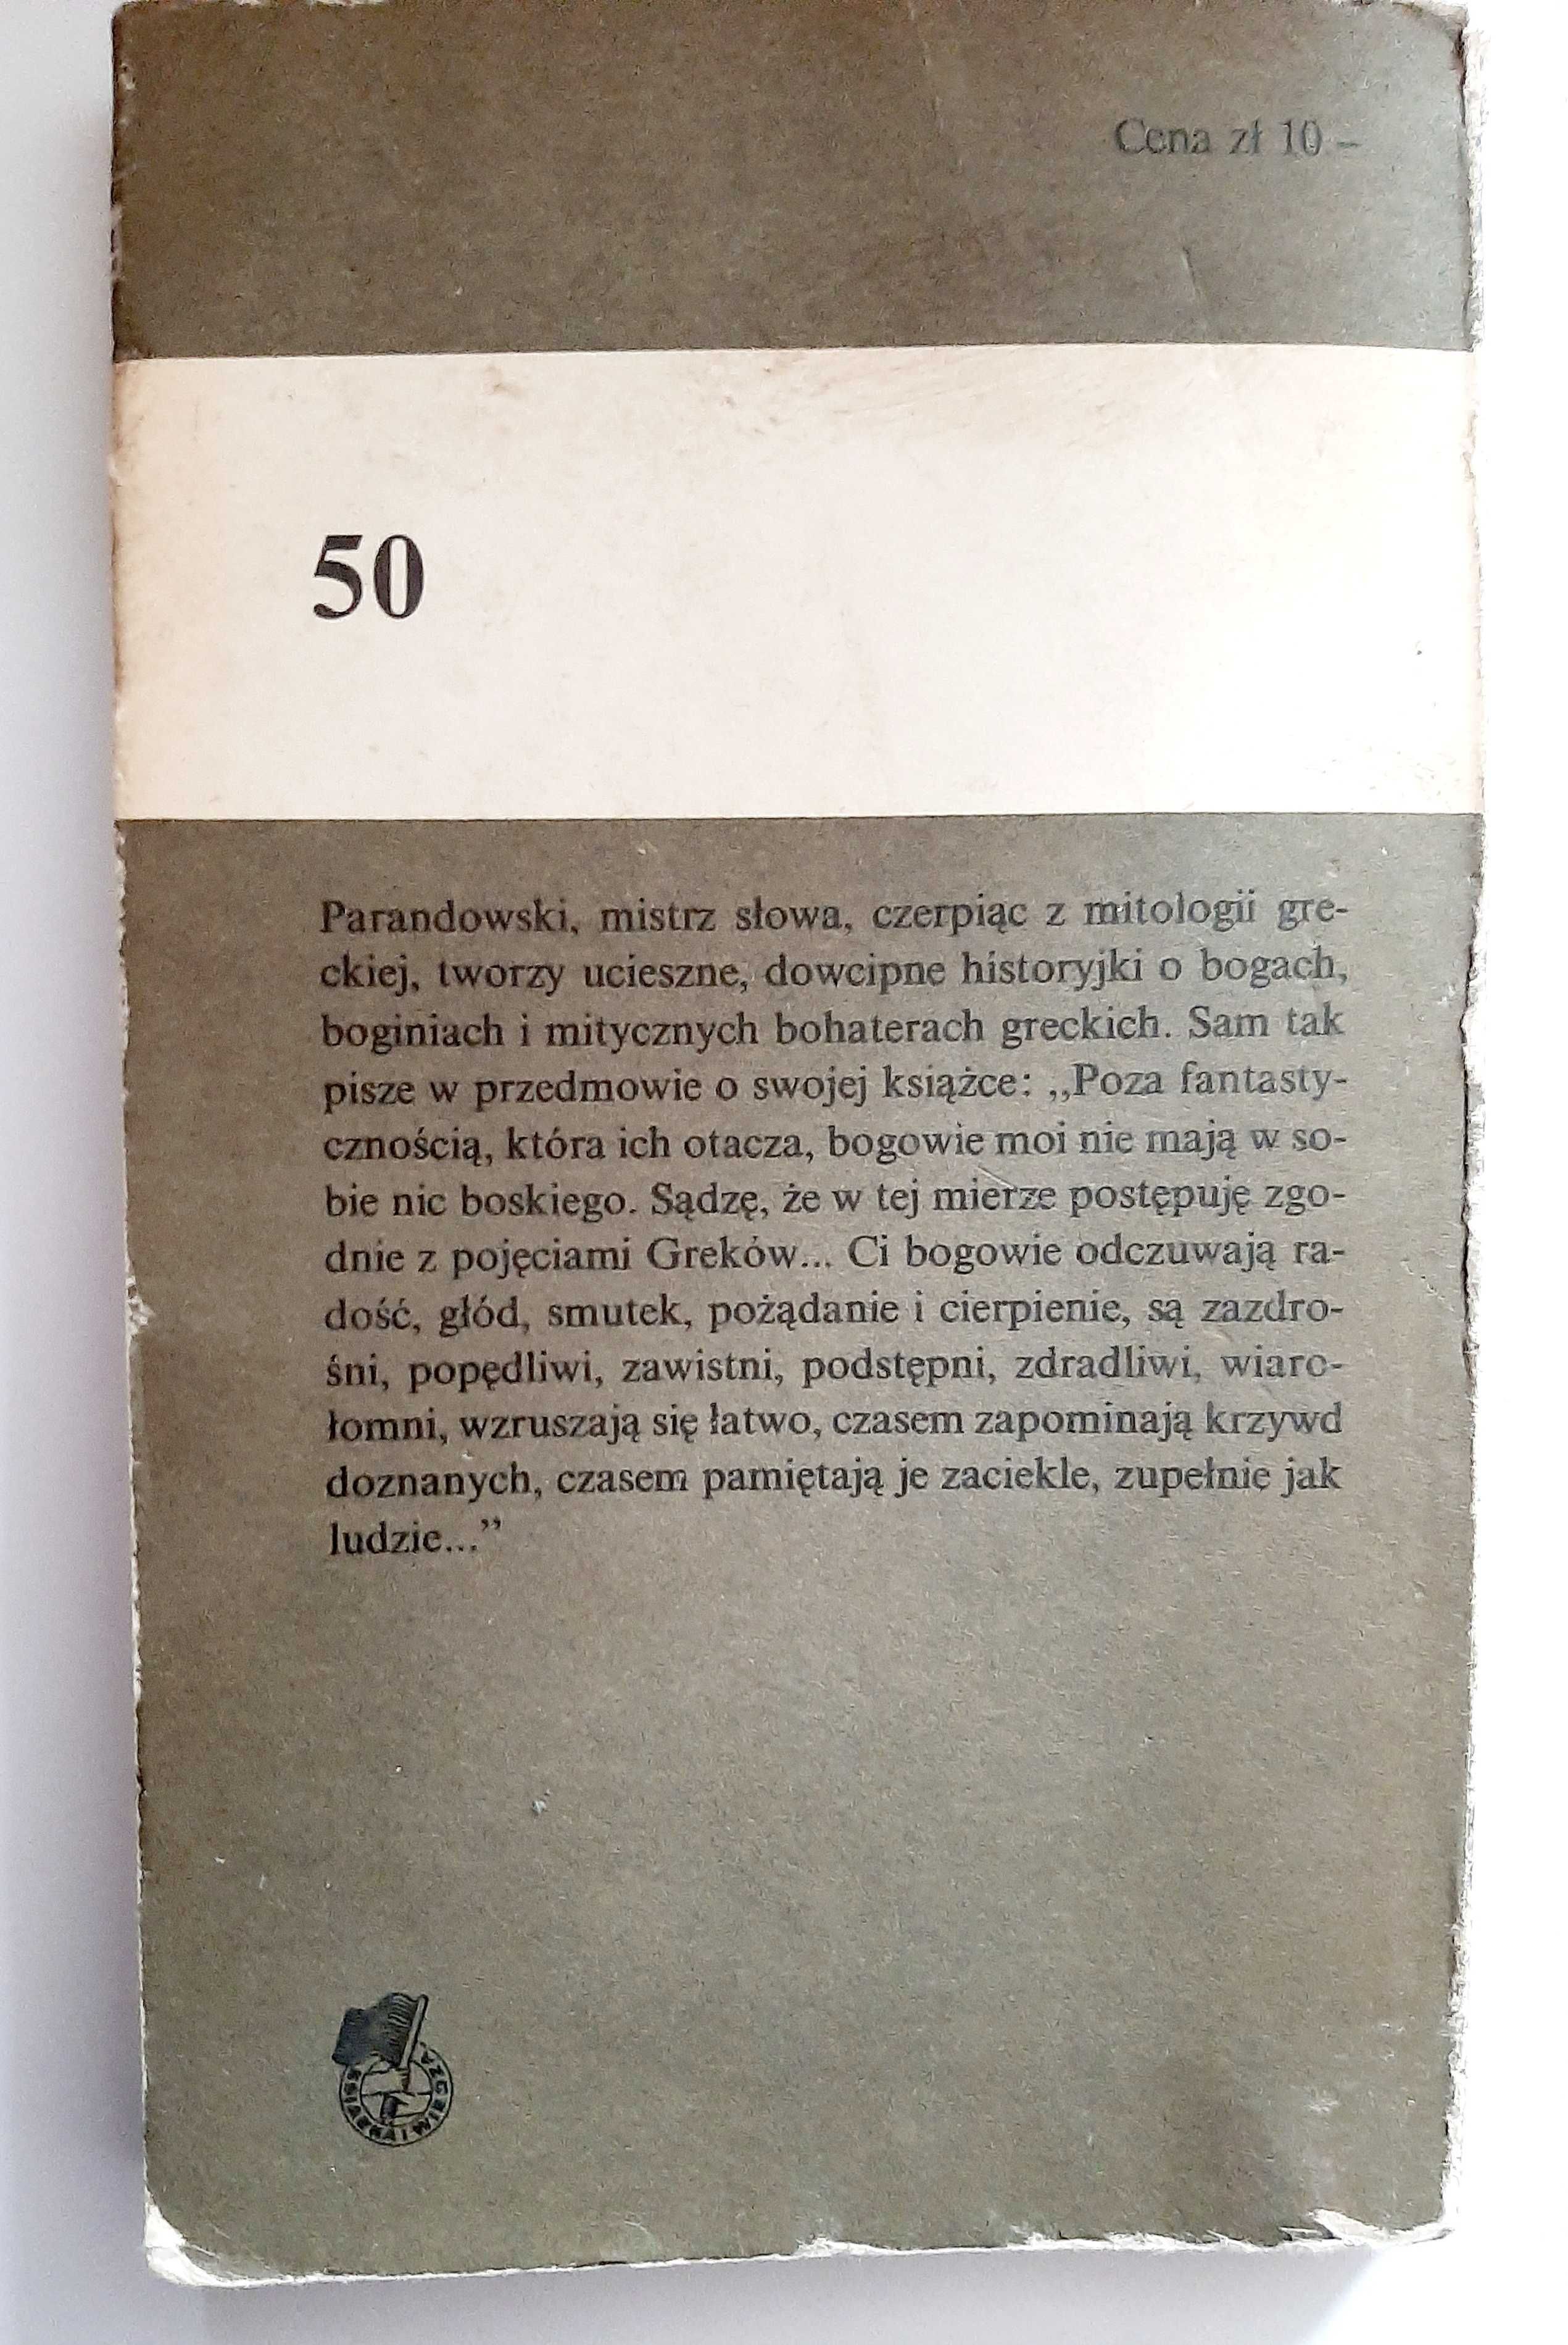 Cena zł 10 –
50
Parandowski, mistrz słowa, czerpiąc z mitologii gre-
ckiej, tworzy ucieszne, dowcipne historyjki o bogach,
boginiach i mitycznych bohaterach greckich. Sam tak
pisze w przedmowie o swojej książce: „Poza fantasty-
cznością, która ich otacza, bogowie moi nie mają w so-
bie nic boskiego. Sądzę, że w tej mierze postępuję zgo-
dnie z pojęciami Greków... Ci bogowie odczuwają ra-
dość, głód, smutek, pożądanie i cierpienie, są zazdro-
śni, popędliwi, zawistni, podstępni, zdradliwi, wiaro-
łomni, wzruszają się łatwo, czasem zapominają krzywd
doznanych, czasem pamiętają je zaciekle, zupełnie jak
ludzie...”
KSIĄŻKA I WIEDZA